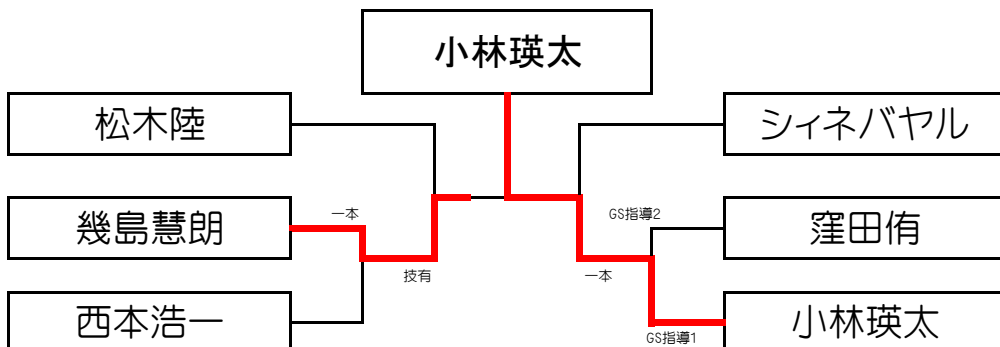 小林瑛太
松木陸
シィネバヤル
幾島慧朗
一本
GS指導2
窪田侑
技有
一本
西本浩一
GS指導1
小林瑛太